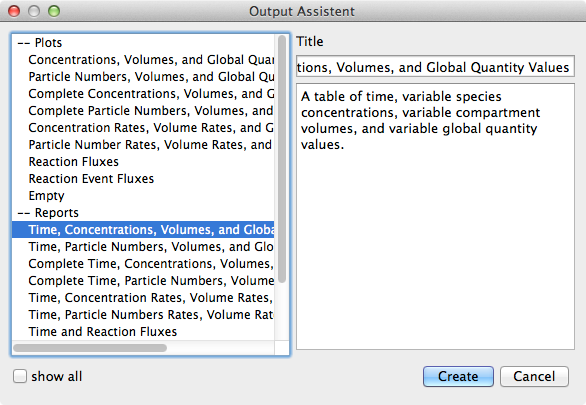 Output Assistent
-- Plots
Concentrations, Volumes, and Global Quan
Particle Numbers, Volumes, and Global Qu
Complete Concentrations, Volumes, and G
Complete Particle Numbers, Volumes, and
Concentration Rates, Volume Rates, and G
Particle Number Rates, Volume Rates, and
Reaction Fluxes
Reaction Event Fluxes
Empty
-- Reports
Time, Concentrations, Volumes, and Globa
Time, Particle Numbers, Volumes, and Glo
Complete Time, Concentrations, Volumes,
Complete Time, Particle Numbers, Volume
Time, Concentration Rates, Volume Rates,
Time, Particle Numbers Rates, Volume Rat
Time and Reaction Fluxes
show all
Title
tions, Volumes, and Global Quantity Values
A table of time, variable species
concentrations, variable compartment
volumes, and variable global quantity
values.
Create
Cancel